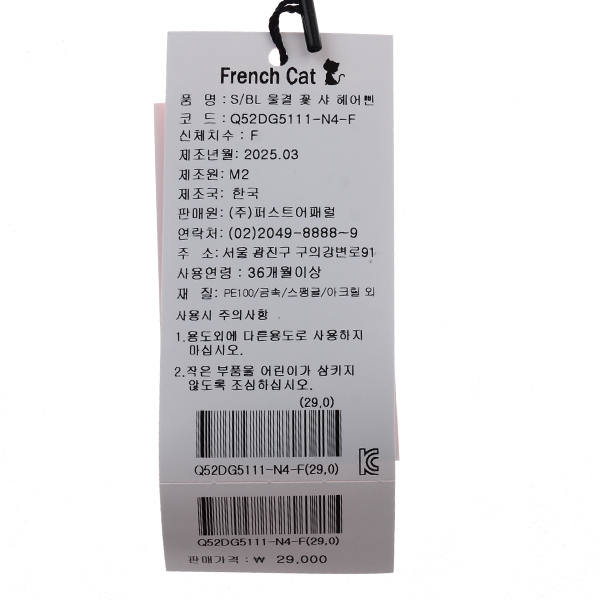 French Cat
품 명 : S/BL 물결 꽃 샤 헤어삔
코 드 : Q52DG5111-N4-F
신체치수 : F
제조년월: 2025.03
제조원: M2
제조국: 한국
판매원: (주)퍼스트어패럴
연락처: (02)2049-8888~9
주 소: 서울 광진구 구의강변로91
사용연령 : 36개월이상
재 질: PE100/금속/스팽글/아크릴 외
사용시 주의사항
1.용도외에 다른용도로 사용하지
마십시오.
2.작은 부품을 어린이가 삼키지
않도록 조심하십시오.
(29,0)
Q52DG5111-N4-F(29,0)
Q52DG5111-N4-F(29,0)
판매가격 : ₩ 29,000